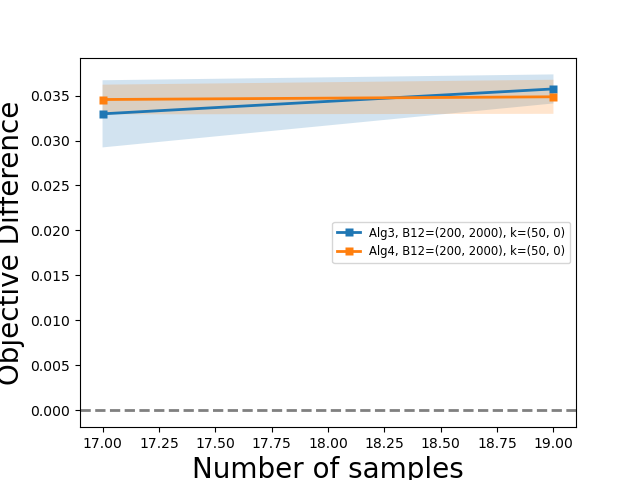 Objective Difference
0.035
0.030
0.025
0.020
0.015
0.010
0.005
0.000
Alg3, B12=(200, 2000), k=(50, 0)
Alg4, B12=(200, 2000), k=(50, 0)
17.00 17.25 17.50 17.75 18.00 18.25 18.50 18.75 19.00
Number of samples